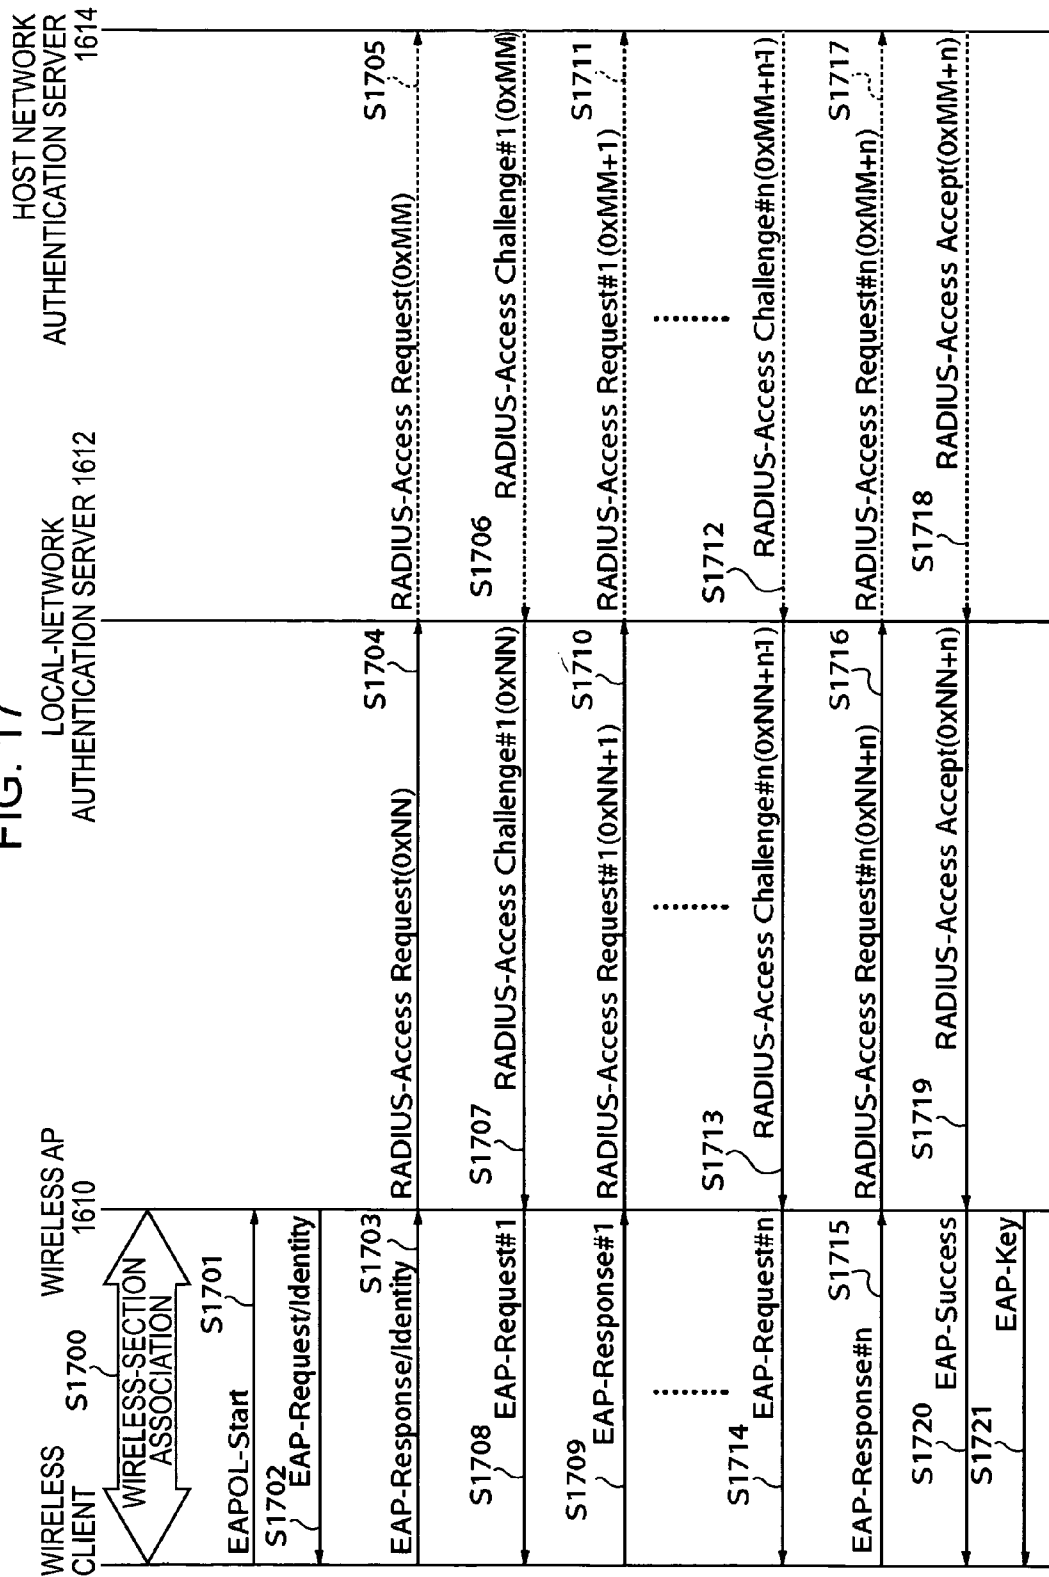 FIG. 17
WIRELESS
CLIENT
WIRELESS AP
1610
LOCAL-NETWORK
AUTHENTICATION SERVER 1612
HOST NETWORK
AUTHENTICATION SERVER
1614
S1700
WIRELESS-SECTION
ASSOCIATION
S1701
EAPOL-Start
S1702
EAP-Request/Identity
S1703
EAP-Response/Identity
S1704
RADIUS-Access Request(0xNN)
S1705
RADIUS-Access Request(0xMM)
S1706
RADIUS-Access Challenge#1(0xMM)
S1707
RADIUS-Access Challenge#1(0xNN)
S1708
EAP-Request#1
S1709
EAP-Response#1
S1710
RADIUS-Access Request#1(0xNN+1)
S1711
RADIUS-Access Request#1(0xMM+1)
S1712
RADIUS-Access Challenge#n(0xMM+n-1)
S1713
RADIUS-Access Challenge#n(0xNN+n-1)
S1714
EAP-Request#n
S1715
EAP-Response#n
S1716
RADIUS-Access Request#n(0xNN+n)
S1717
RADIUS-Access Request#n(0xMM+n)
S1718
RADIUS-Access Accept(0xMM+n)
S1719
RADIUS-Access Accept(0xNN+n)
S1720
EAP-Success
S1721
EAP-Key